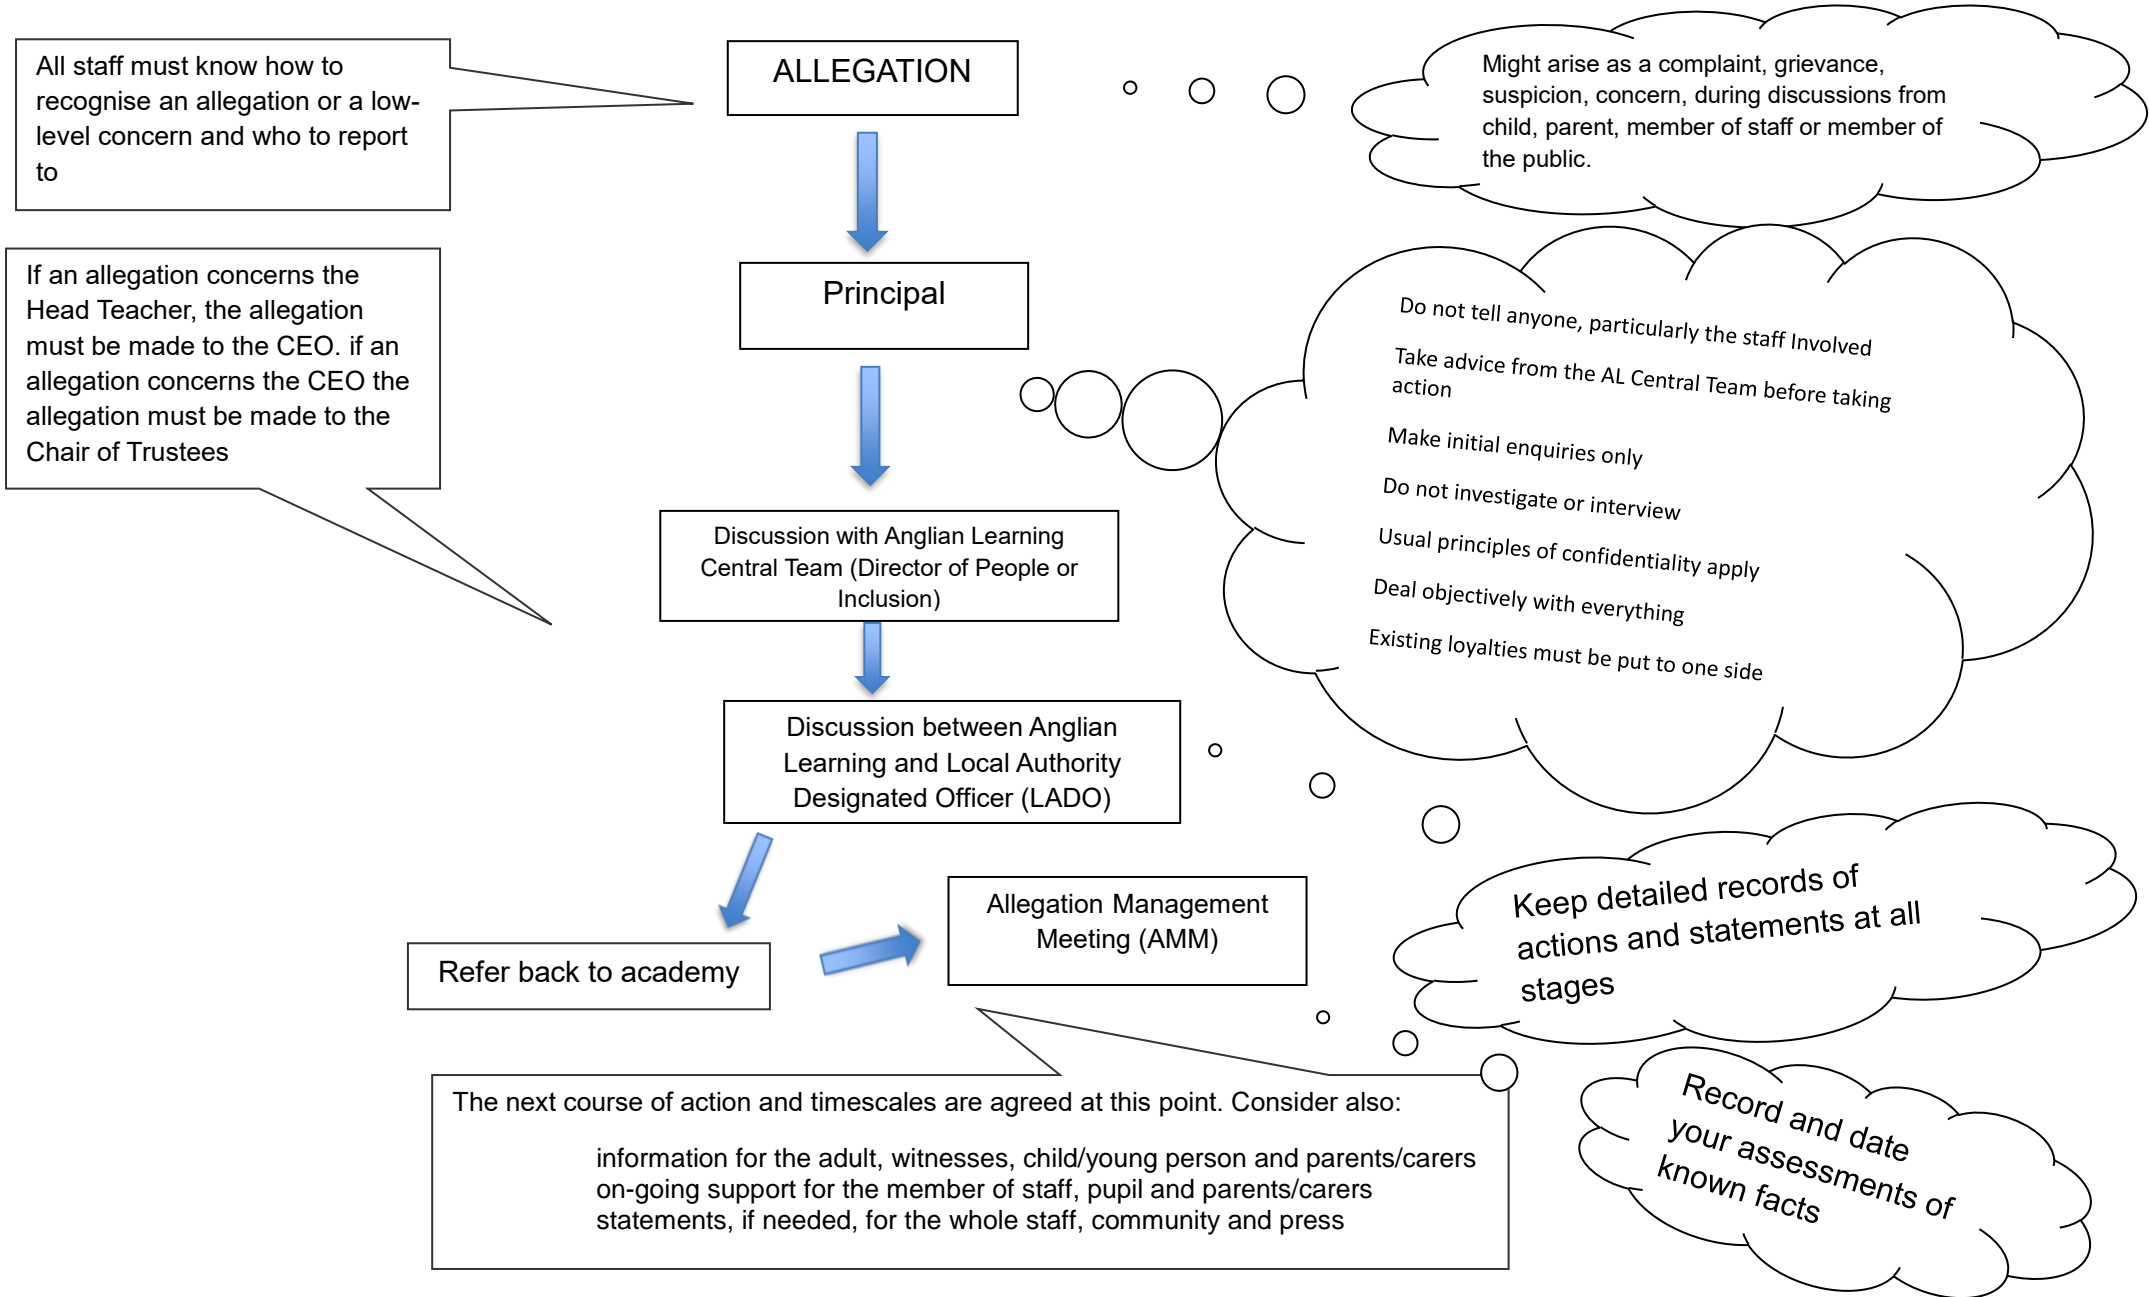 All staff must know how to
recognise an allegation or a low-
level concern and who to report
to
ALLEGATION
Might arise as a complaint, grievance,
suspicion, concern, during discussions from
child, parent, member of staff or member of
the public.
If an allegation concerns the
Head Teacher, the allegation
must be made to the CEO. if an
allegation concerns the CEO the
allegation must be made to the
Chair of Trustees
Principal
Do not tell anyone, particularly the staff Involved
Take advice from the AL Central Team before taking
action
Make initial enquiries only
Do not investigate or interview
Usual principles of confidentiality apply
Deal objectively with everything
Existing loyalties must be put to one side
Discussion with Anglian Learning
Central Team (Director of People or
Inclusion)
Discussion between Anglian
Learning and Local Authority
Designated Officer (LADO)
Keep detailed records of
actions and statements at all
stages
Refer back to academy
Allegation Management
Meeting (AMM)
Record and date
your assessments of
known facts
The next course of action and timescales are agreed at this point. Consider also:
information for the adult, witnesses, child/young person and parents/carers
on-going support for the member of staff, pupil and parents/carers
statements, if needed, for the whole staff, community and press